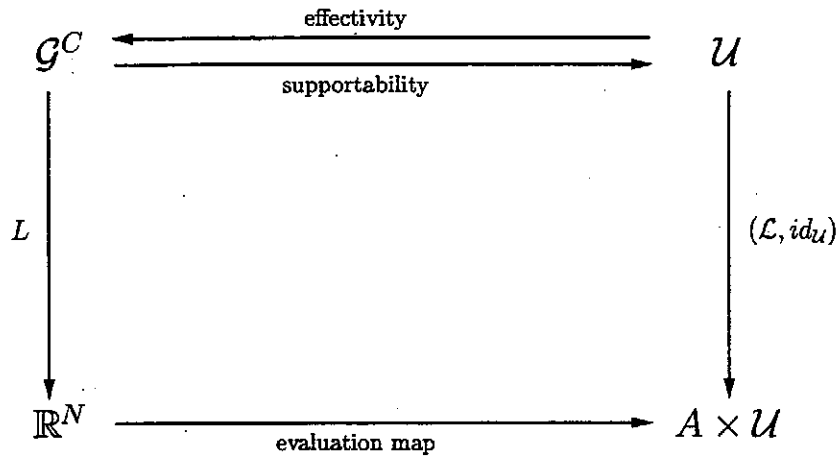 effectivity
𝒢^C 𝒰
supportability
L (ℒ, id_𝒰)
ℝ^N A × 𝒰
evaluation map